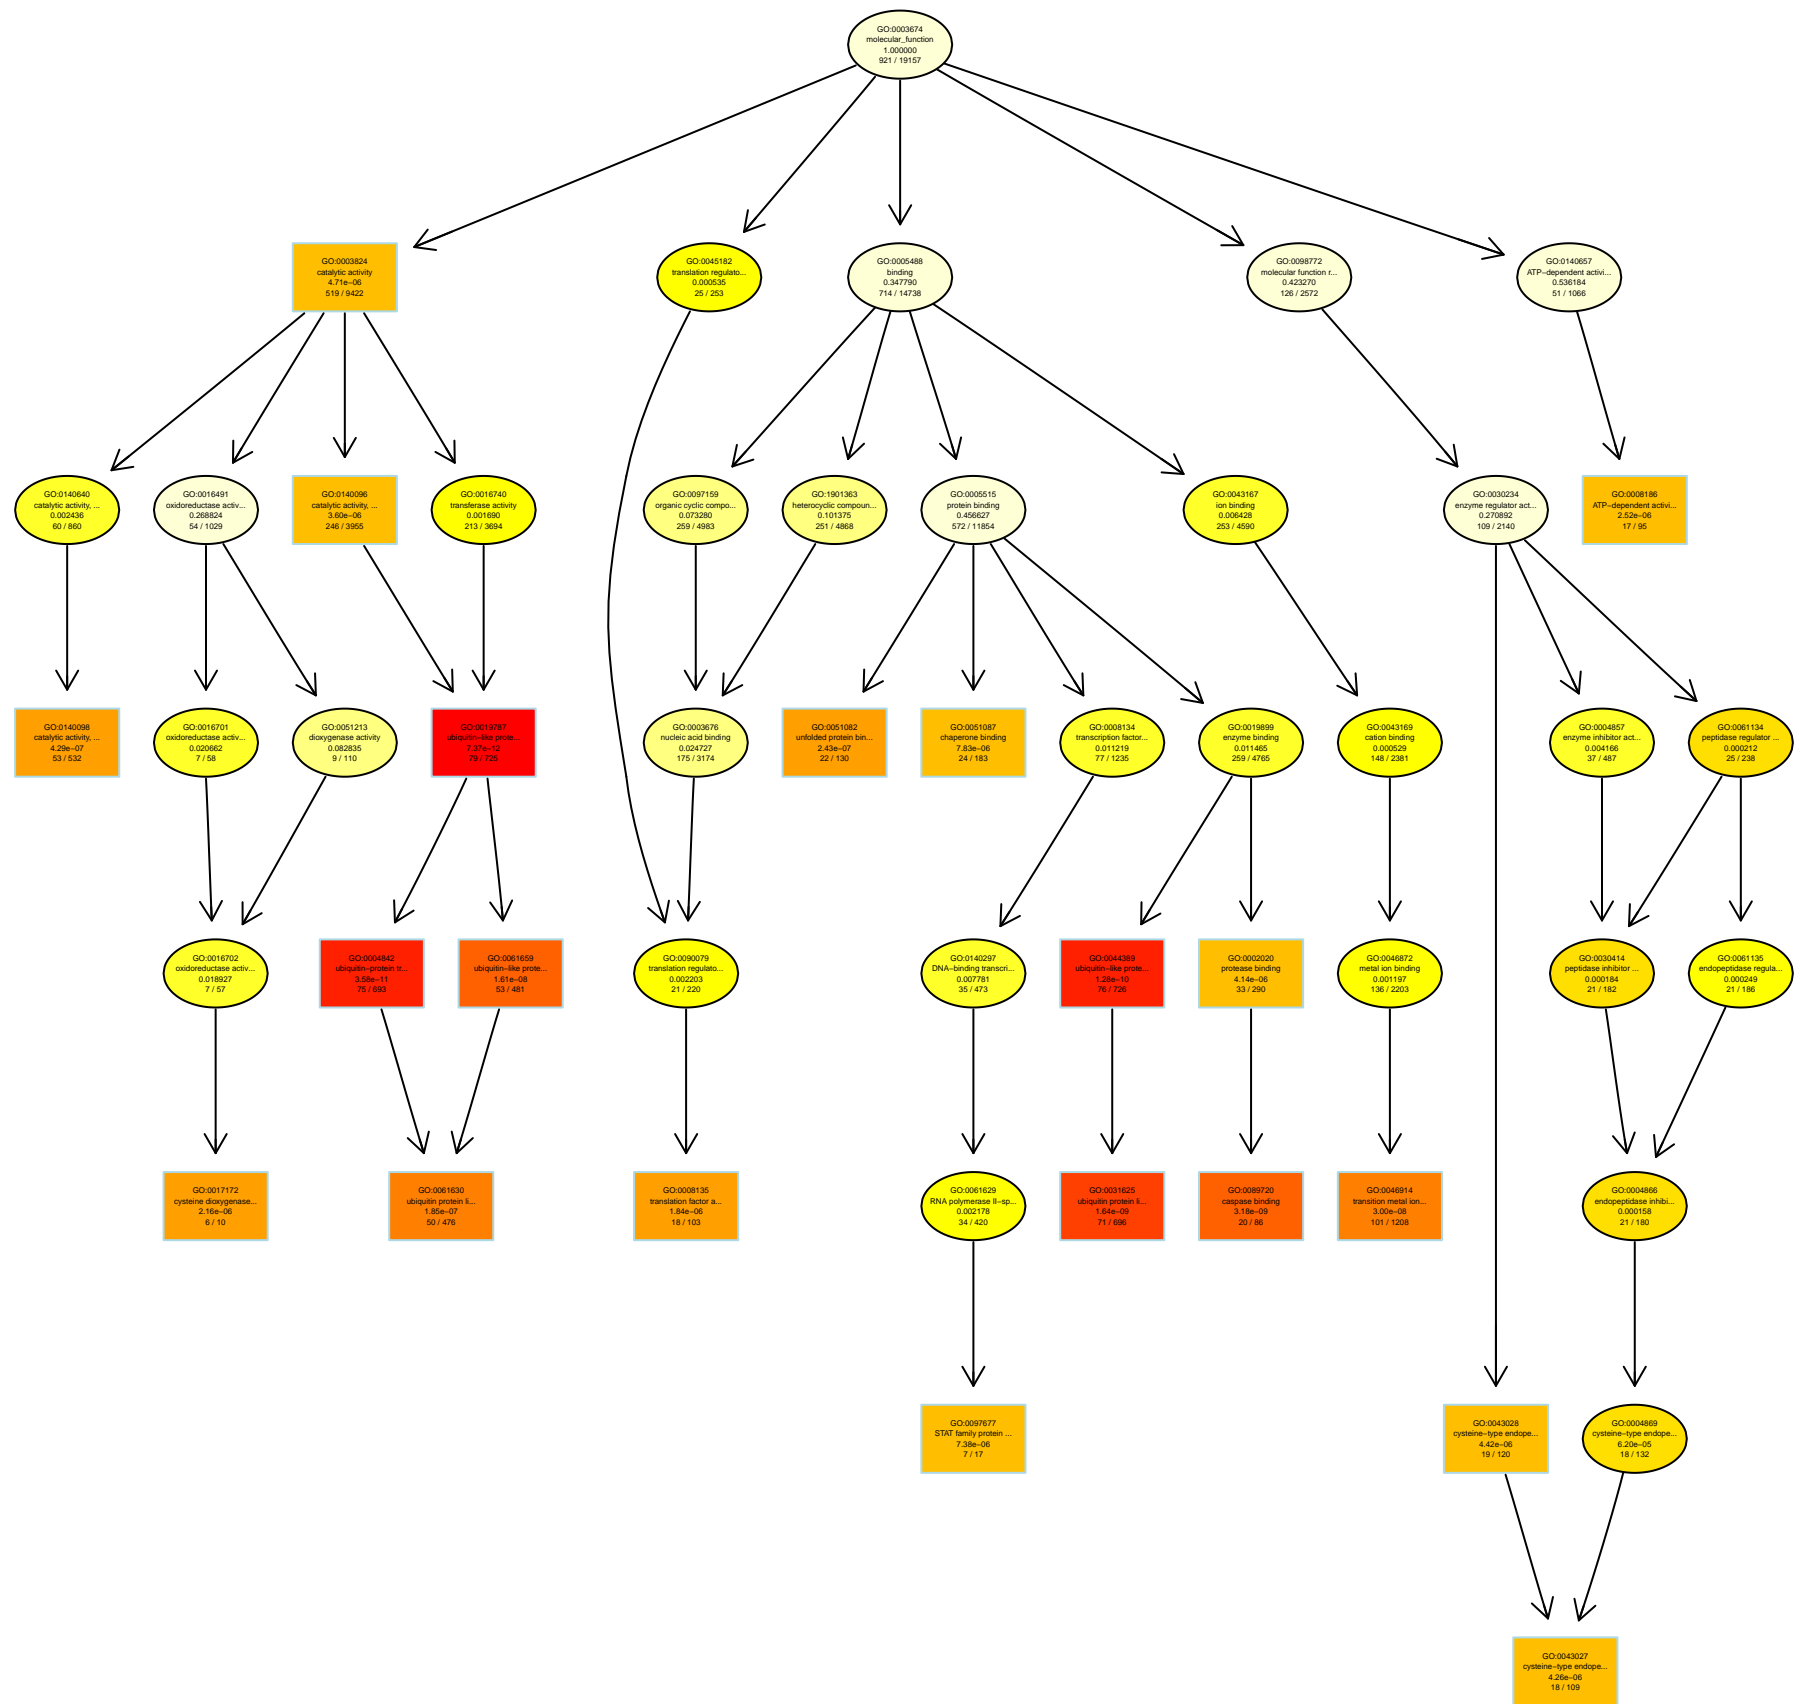 GO:0003674
molecular_function
1.000000
921 / 19157
GO:0003824
catalytic activity
4.71e−06
519 / 9422
GO:0045182
translation regulato...
0.000535
25 / 253
GO:0005488
binding
0.347790
714 / 14738
GO:0098772
molecular function r...
0.423270
126 / 2572
GO:0140657
ATP−dependent activi...
0.536184
51 / 1066
GO:0140640
catalytic activity, ...
0.002436
60 / 860
GO:0016491
oxidoreductase activ...
0.268824
54 / 1029
GO:0140096
catalytic activity, ...
3.60e−06
246 / 3955
GO:0016740
transferase activity
0.001690
213 / 3694
GO:0097159
organic cyclic compo...
0.073280
259 / 4983
GO:1901363
heterocyclic compoun...
0.101375
251 / 4868
GO:0005515
protein binding
0.456627
572 / 11854
GO:0043167
ion binding
0.006428
253 / 4590
GO:0030234
enzyme regulator act...
0.270892
109 / 2140
GO:0008186
ATP−dependent activi...
2.52e−06
17 / 95
GO:0140098
catalytic activity, ...
4.29e−07
53 / 532
GO:0016701
oxidoreductase activ...
0.020662
7 / 58
GO:0051213
dioxygenase activity
0.082835
9 / 110
GO:0019787
ubiquitin−like prote...
7.37e−12
79 / 725
GO:0003676
nucleic acid binding
0.024727
175 / 3174
GO:0051082
unfolded protein bin...
2.43e−07
22 / 130
GO:0051087
chaperone binding
7.83e−06
24 / 183
GO:0008134
transcription factor...
0.011219
77 / 1235
GO:0019899
enzyme binding
0.011465
259 / 4765
GO:0043169
cation binding
0.000529
148 / 2381
GO:0004857
enzyme inhibitor act...
0.004166
37 / 487
GO:0061134
peptidase regulator ...
0.000212
25 / 238
GO:0016702
oxidoreductase activ...
0.018927
7 / 57
GO:0004842
ubiquitin−protein tr...
3.58e−11
75 / 693
GO:0061659
ubiquitin−like prote...
1.61e−08
53 / 481
GO:0090079
translation regulato...
0.002203
21 / 220
GO:0140297
DNA−binding transcri...
0.007781
35 / 473
GO:0044389
ubiquitin−like prote...
1.28e−10
76 / 726
GO:0002020
protease binding
4.14e−06
33 / 290
GO:0046872
metal ion binding
0.001197
136 / 2203
GO:0030414
peptidase inhibitor ...
0.000184
21 / 182
GO:0061135
endopeptidase regula...
0.000249
21 / 186
GO:0017172
cysteine dioxygenase...
2.16e−06
6 / 10
GO:0061630
ubiquitin protein li...
1.85e−07
50 / 476
GO:0008135
translation factor a...
1.84e−06
18 / 103
GO:0061629
RNA polymerase II−sp...
0.002178
34 / 420
GO:0031625
ubiquitin protein li...
1.64e−09
71 / 696
GO:0089720
caspase binding
3.18e−09
20 / 86
GO:0046914
transition metal ion...
3.00e−08
101 / 1208
GO:0004866
endopeptidase inhibi...
0.000158
21 / 180
GO:0097677
STAT family protein ...
7.38e−06
7 / 17
GO:0043028
cysteine−type endope...
4.42e−06
19 / 120
GO:0004869
cysteine−type endope...
6.20e−05
18 / 132
GO:0043027
cysteine−type endope...
4.26e−06
18 / 109